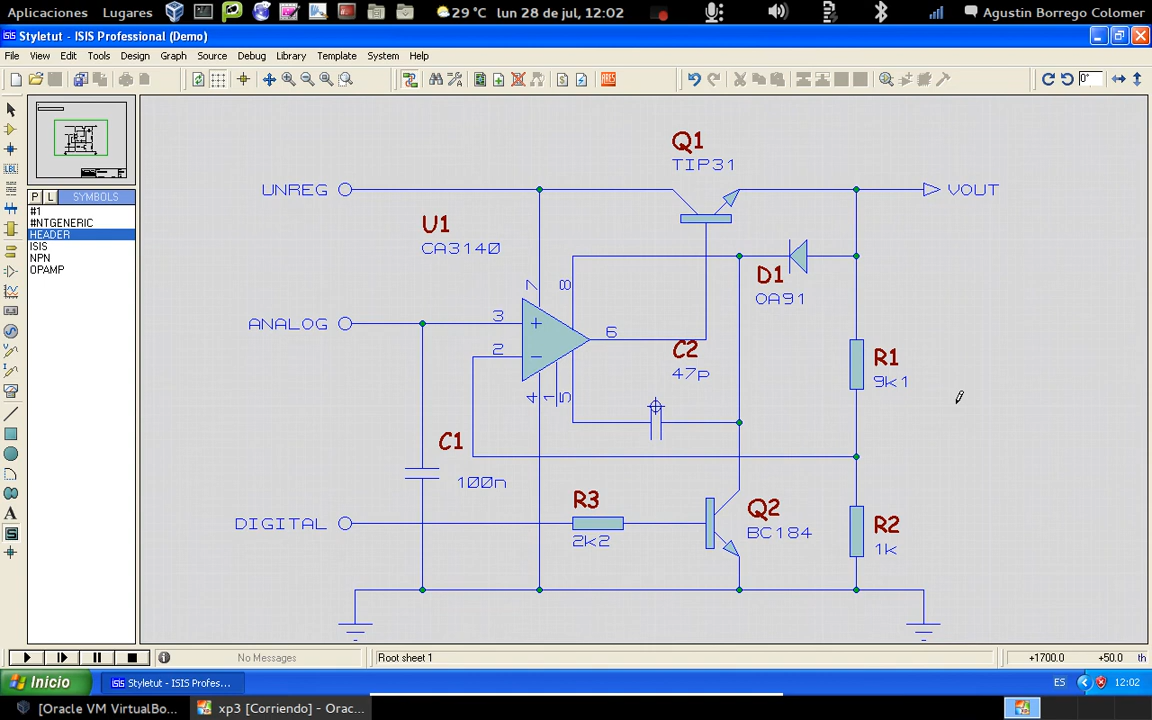 Aplicaciones Lugares 29 °C lun 28 de jul, 12:02 Agustin Borrego Colomer
Styletut - ISIS Professional (Demo)
File View Edit Tools Design Graph Source Debug Library Template System Help
0°
P L SYMBOLS
#1
#NTGENERIC
HEADER
ISIS
NPN
OPAMP
LBL
A
S
ARES
Q1
TIP31
UNREG
VOUT
U1
CA3140
D1
OA91
7
8
ANALOG
3
+
2
−
6
4
1
5
C2
47p
R1
9k1
C1
100n
R3
2k2
DIGITAL
Q2
BC184
R2
1k
No Messages Root sheet 1 +1700.0 +50.0 th
Inicio isis Styletut - ISIS Profes... ES 12:02
[Oracle VM VirtualBo... xp3 [Corriendo] - Orac...